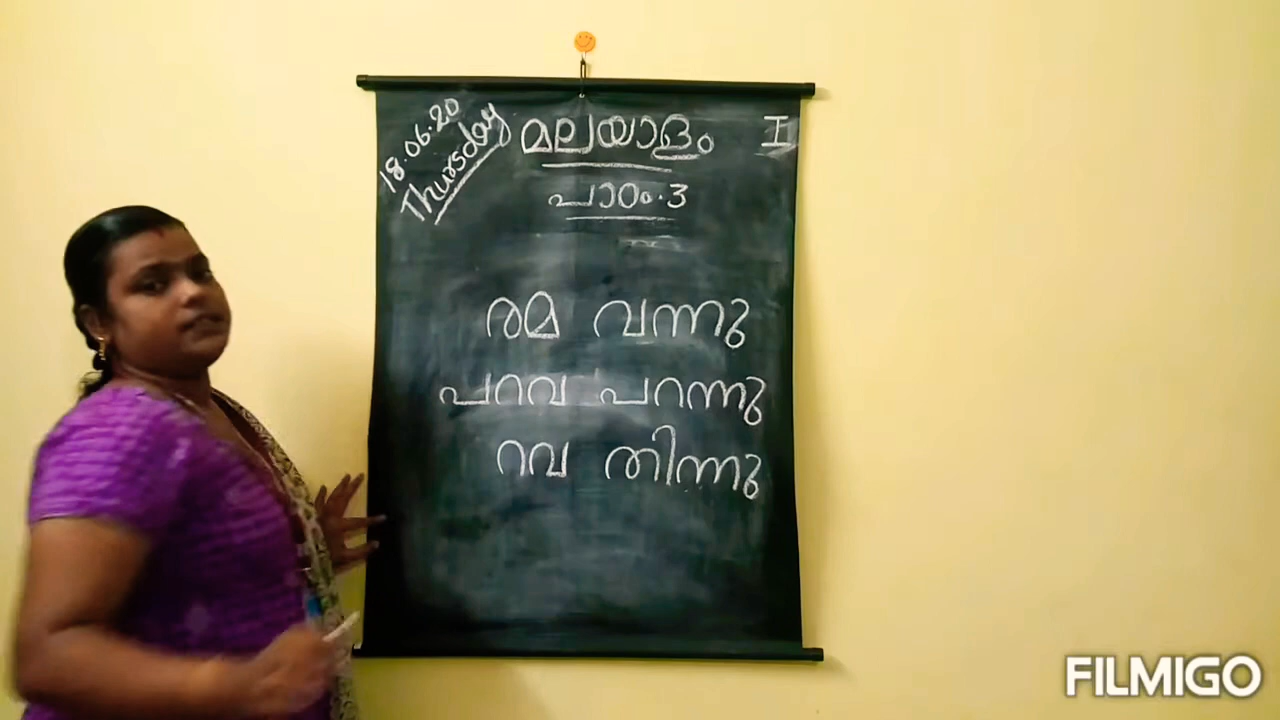 18.06.20
Thursday
മലയാളം
I
പാഠം.3
രമ വന്നു
പറവ പറന്നു
റവ തിന്നു
FILMIGO